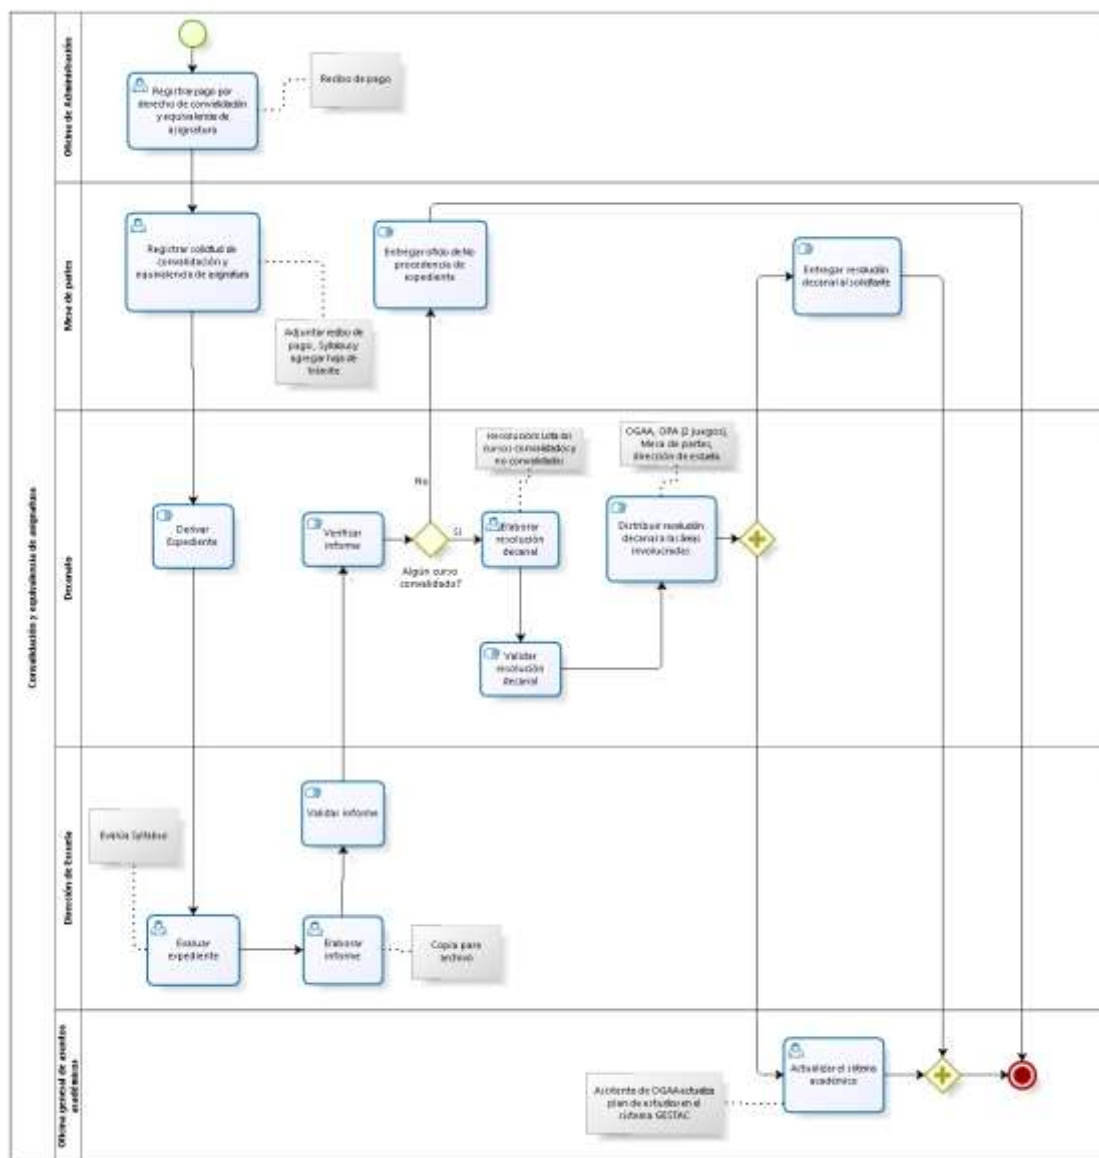 Convalidación y equivalencia de asignatura
Oficina de Administración
Registrar pago por
derecho de convalidación
y equivalencia de
asignatura
Recibo de pago
Mesa de partes
Registrar solicitud de
convalidación y
equivalencia de asignatura
Adjuntar recibo de
pago, Syllabus y
agregar hoja de
trámite
Entregar oficio de No
procedencia de
expediente
Entregar resolución
decanal al solicitante
Decanato
Derivar
Expediente
Verificar
informe
No
Si
Algún curso
convalidado?
Resolución: Lista de
cursos convalidados y
no convalidados
Elaborar
resolución
decanal
Validar
resolución
decanal
OGAA, OPA (2 juegos),
Mesa de partes,
dirección de escuela
Distribuir resolución
decanal a las áreas
involucradas
Dirección de Escuela
Evalúa Syllabus
Evaluar
expediente
Elaborar
informe
Validar informe
Copia para
archivo
Oficina general de asuntos
académicos
Actualizar el sistema
académico
Asistente de OGAA
plan de estudios en el
sistema GESTAC